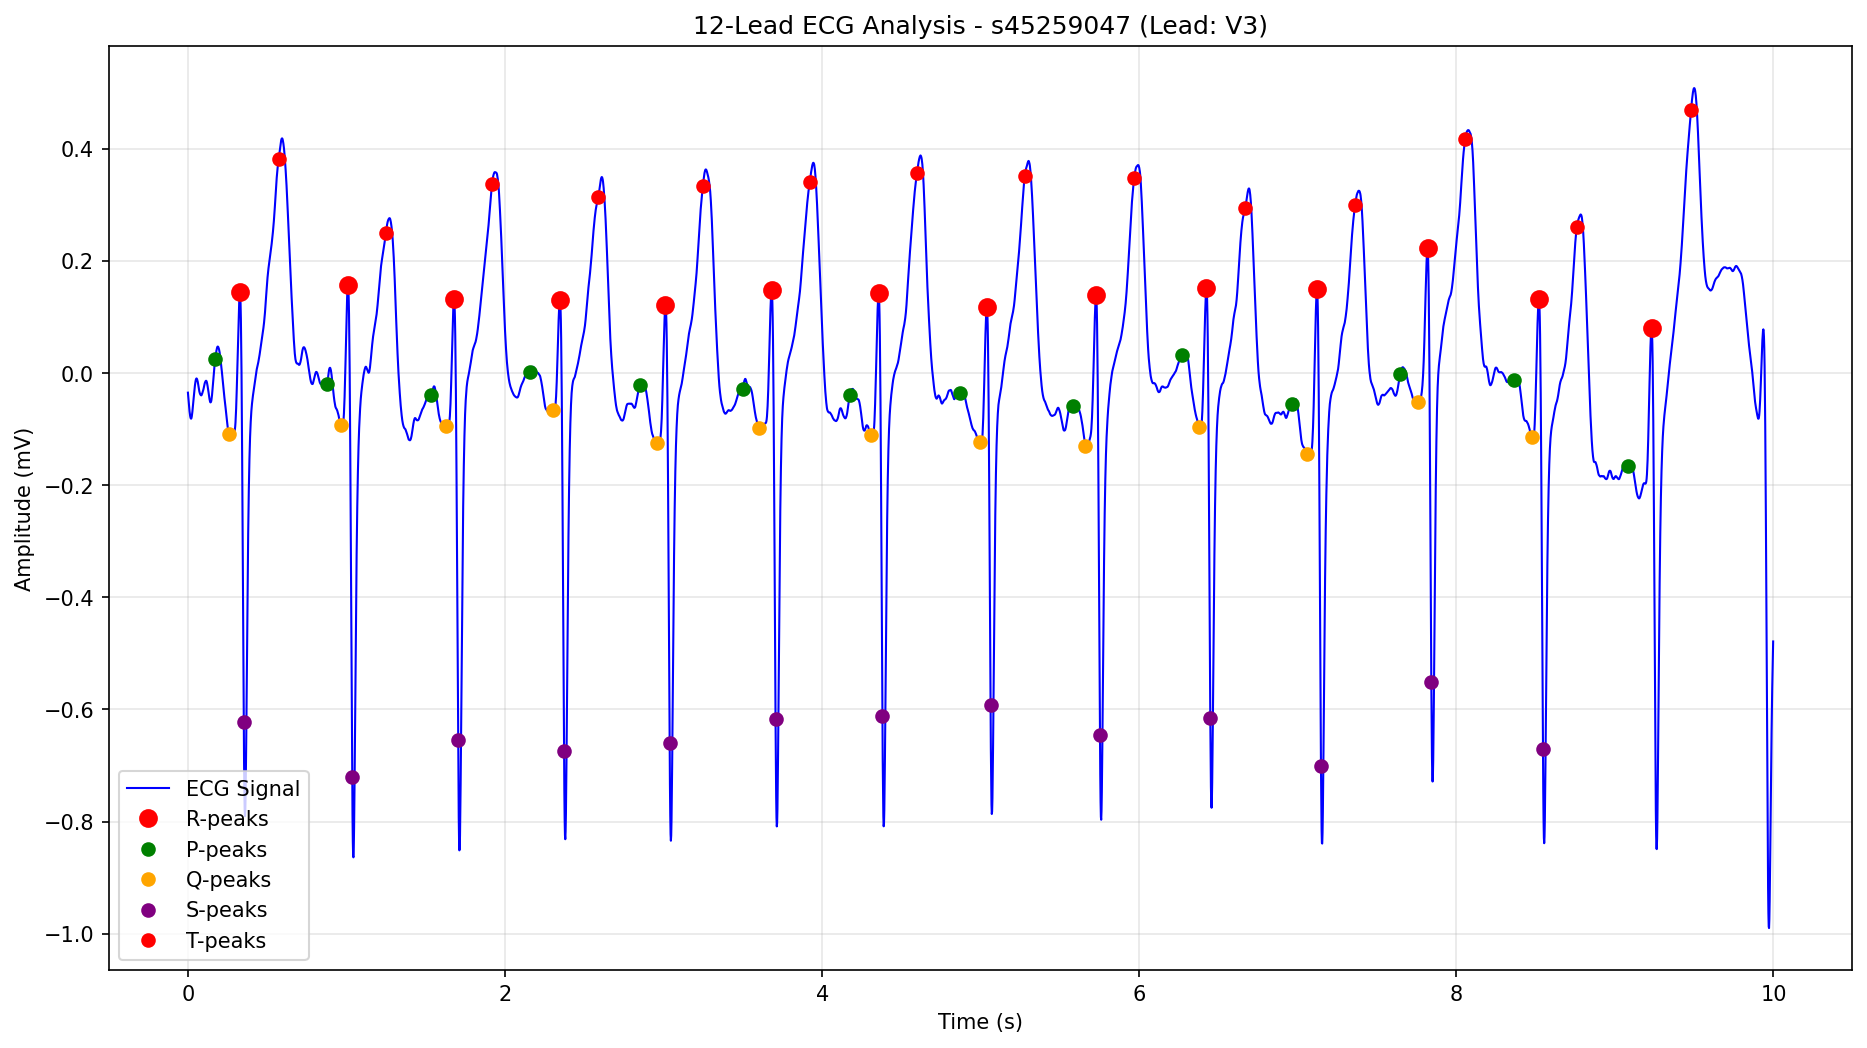 12-Lead ECG Analysis - s45259047 (Lead: V3)
Amplitude (mV)
0.4
0.2
0.0
−0.2
−0.4
−0.6
−0.8
−1.0
ECG Signal
R-peaks
P-peaks
Q-peaks
S-peaks
T-peaks
0 2 4 6 8 10
Time (s)